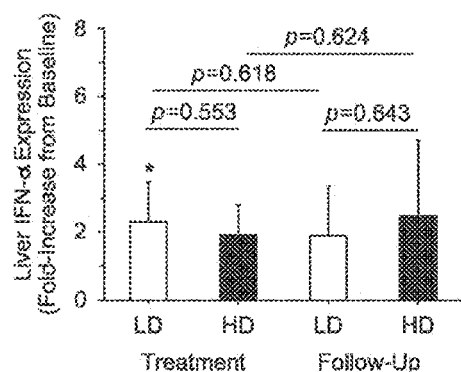 Liver IFN-α Expression
(Fold-Increase from Baseline)
8
6
4
2
0
p=0.624
p=0.618
p=0.553
p=0.643
*
LD HD LD HD
Treatment Follow-Up